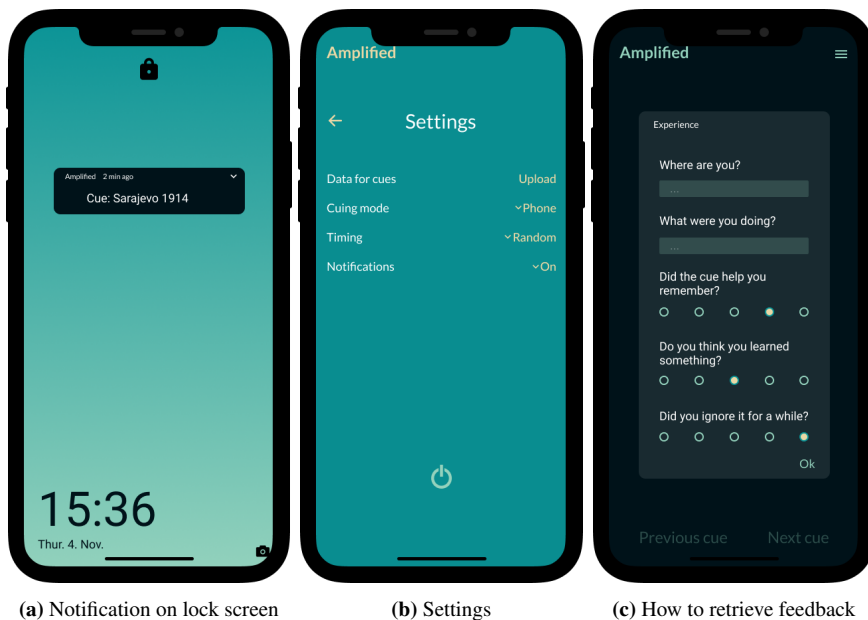 Amplified 2 min ago
Cue: Sarajevo 1914
15:36
Thur. 4. Nov.
(a) Notification on lock screen
Amplified
Settings
Data for cues Upload
Cuing mode Phone
Timing Random
Notifications On
(b) Settings
Amplified
Experience
Where are you?
...
What were you doing?
...
Did the cue help you
remember?
Do you think you learned
something?
Did you ignore it for a while?
Ok
Previous cue Next cue
(c) How to retrieve feedback